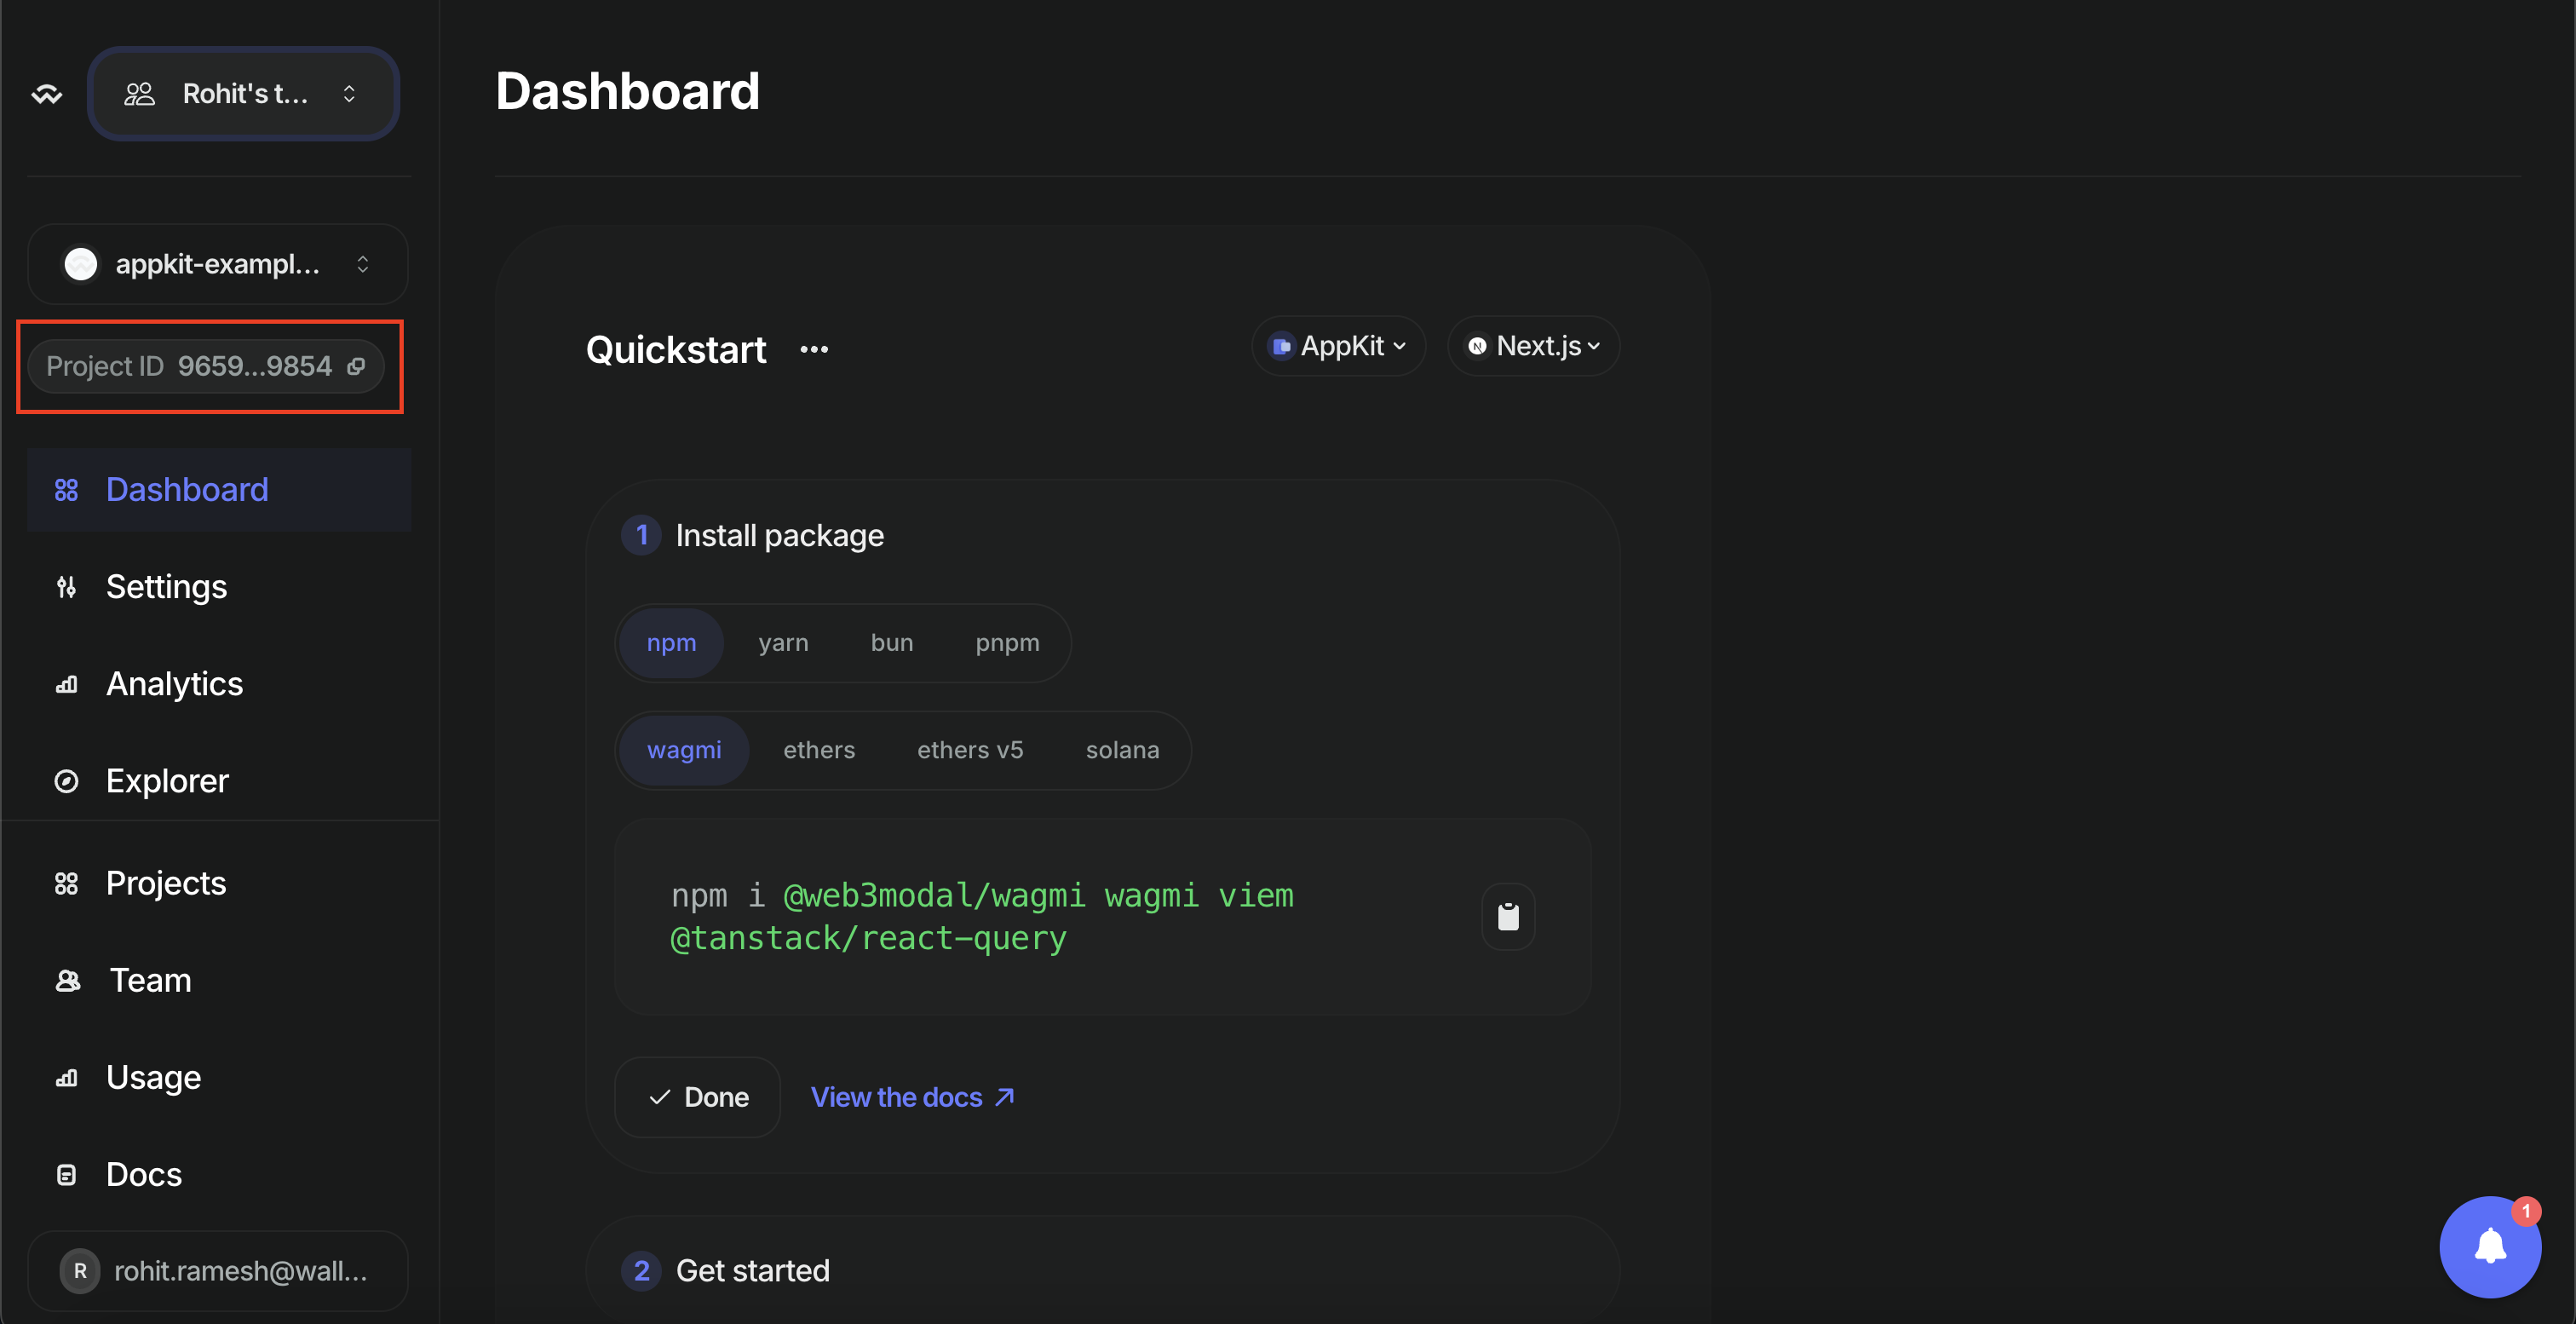 Rohit's t...
appkit-exampl...
Project ID 9659...9854
Dashboard
Settings
Analytics
Explorer
Projects
Team
Usage
Docs
R rohit.ramesh@wall...
Dashboard
Quickstart
AppKit
N Next.js
1 Install package
npm yarn bun pnpm
wagmi ethers ethers v5 solana
npm i @web3modal/wagmi wagmi viem
@tanstack/react-query
Done View the docs
2 Get started
1